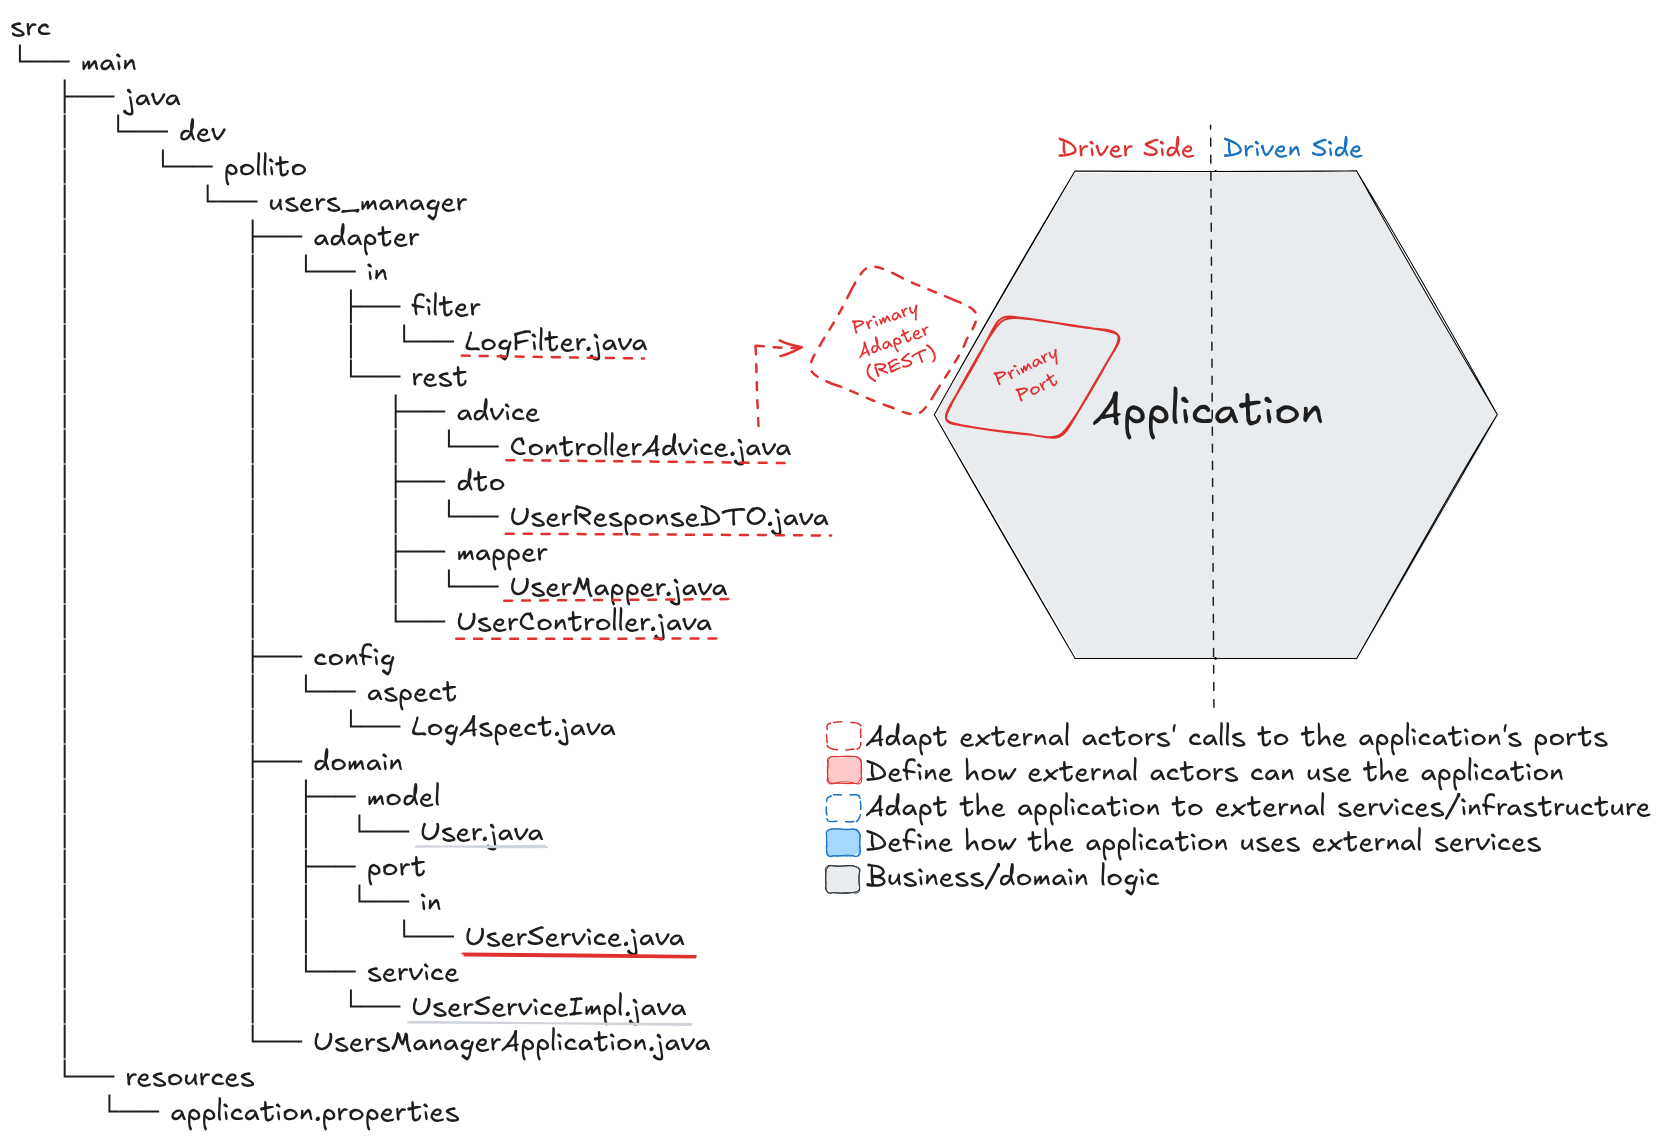 src
main
java
dev
pollito
users_manager
adapter
in
filter
LogFilter.java
rest
advice
ControllerAdvice.java
dto
UserResponseDTO.java
mapper
UserMapper.java
UserController.java
config
aspect
LogAspect.java
domain
model
User.java
port
in
UserService.java
service
UserServiceImpl.java
UsersManagerApplication.java
resources
application.properties
Driver Side
Driven Side
Primary
Adapter
(REST)
Primary
Port
Application
Adapt external actors' calls to the application's ports
Define how external actors can use the application
Adapt the application to external services/infrastructure
Define how the application uses external services
Business/domain logic